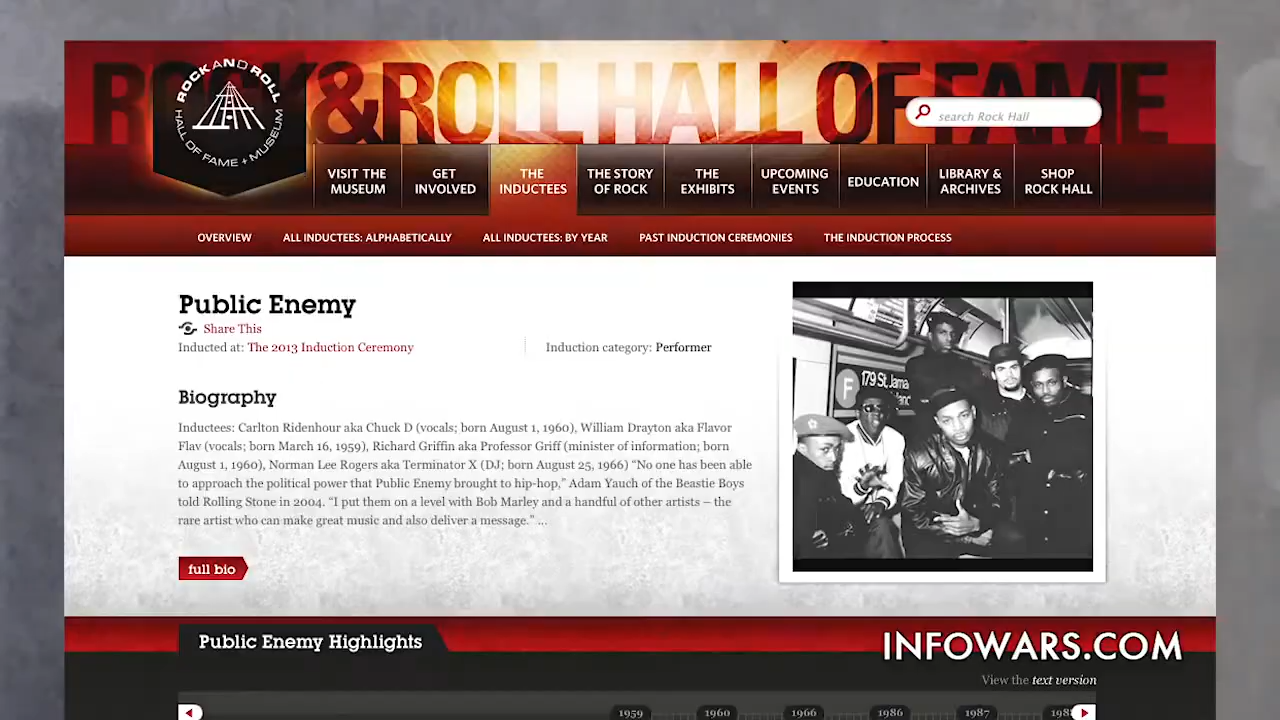 ROCK&ROLL HALL OF FAME
ROCK AND ROLL
HALL OF FAME + MUSEUM
search Rock Hall
VISIT THE MUSEUM
GET INVOLVED
THE INDUCTEES
THE STORY OF ROCK
THE EXHIBITS
UPCOMING EVENTS
EDUCATION
LIBRARY & ARCHIVES
SHOP ROCK HALL
OVERVIEW
ALL INDUCTEES: ALPHABETICALLY
ALL INDUCTEES: BY YEAR
PAST INDUCTION CEREMONIES
THE INDUCTION PROCESS
Public Enemy
Share This
Inducted at: The 2013 Induction Ceremony
Induction category: Performer
Biography
Inductees: Carlton Ridenhour aka Chuck D (vocals; born August 1, 1960), William Drayton aka Flavor
Flav (vocals; born March 16, 1959), Richard Griffin aka Professor Griff (minister of information; born
August 1, 1960), Norman Lee Rogers aka Terminator X (DJ; born August 25, 1966) “No one has been able
to approach the political power that Public Enemy brought to hip-hop,” Adam Yauch of the Beastie Boys
told Rolling Stone in 2004. “I put them on a level with Bob Marley and a handful of other artists – the
rare artist who can make great music and also deliver a message.” ...
full bio
F
179 St, Jama
Public Enemy Highlights
INFOWARS.COM
View the text version
1959
1960
1966
1986
1987